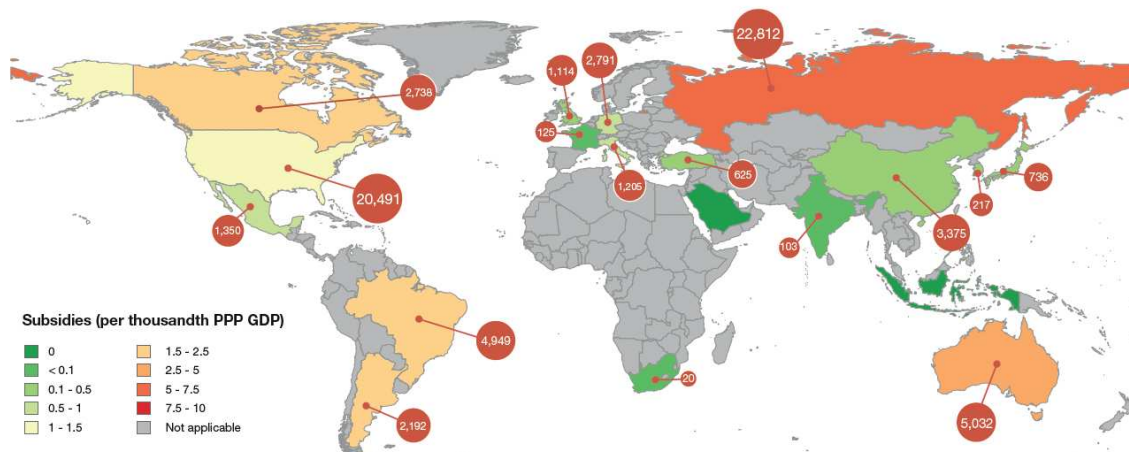 22,812
2,791
1,114
2,738
125
1,205
625
736
217
20,491
1,350
103
3,375
Subsidies (per thousandth PPP GDP)
0
< 0.1
0.1 - 0.5
0.5 - 1
1 - 1.5
1.5 - 2.5
2.5 - 5
5 - 7.5
7.5 - 10
Not applicable
4,949
20
2,192
5,032